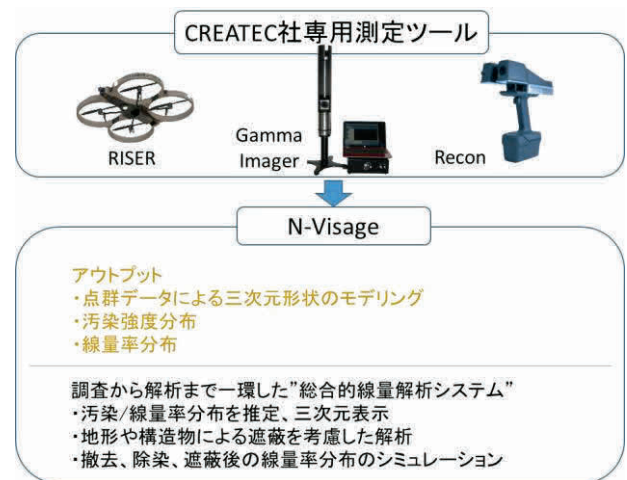 CREATEC社専用測定ツール
RISER
Gamma
Imager
Recon
N-Visage
アウトプット
・点群データによる三次元形状のモデリング
・汚染強度分布
・線量率分布
調査から解析まで一環した”総合的線量解析システム”
・汚染/線量率分布を推定、三次元表示
・地形や構造物による遮蔽を考慮した解析
・撤去、除染、遮蔽後の線量率分布のシミュレーション